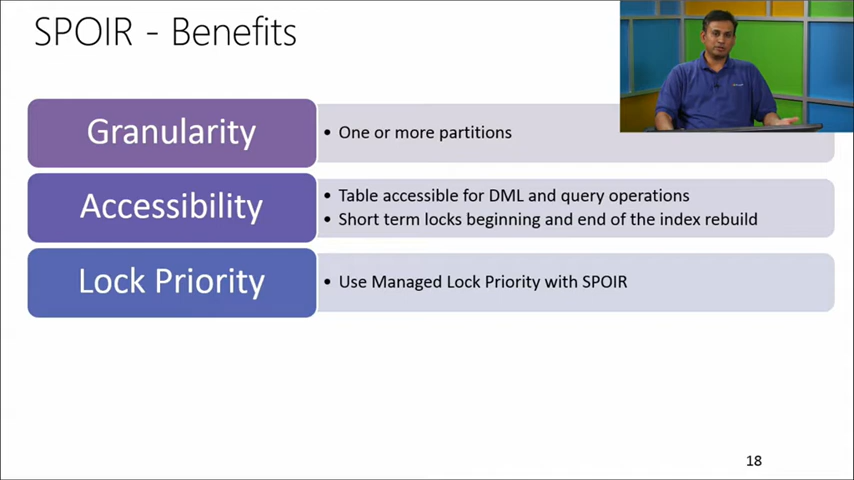 SPOIR - Benefits
Granularity
• One or more partitions
Accessibility
• Table accessible for DML and query operations
• Short term locks beginning and end of the index rebuild
Lock Priority
• Use Managed Lock Priority with SPOIR
18